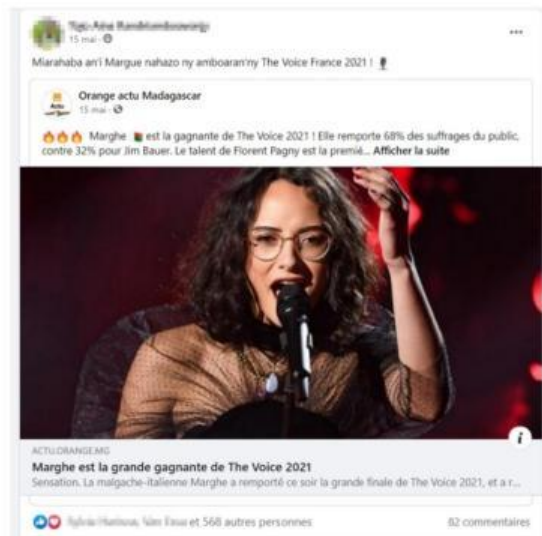 15 mai ·
Miarahaba an'i Margue nahazo ny amboaran'ny The Voice France 2021 !
Orange actu Madagascar
15 mai ·
Marghe est la gagnante de The Voice 2021 ! Elle remporte 68% des suffrages du public,
contre 32% pour Jim Bauer. Le talent de Florent Pagny est la premiè... Afficher la suite
ACTU.ORANGE.MG
Marghe est la grande gagnante de The Voice 2021
Sensation. La malgache-italienne Marghe a remporté ce soir la grande finale de The Voice 2021, et a r...
et 568 autres personnes
82 commentaires